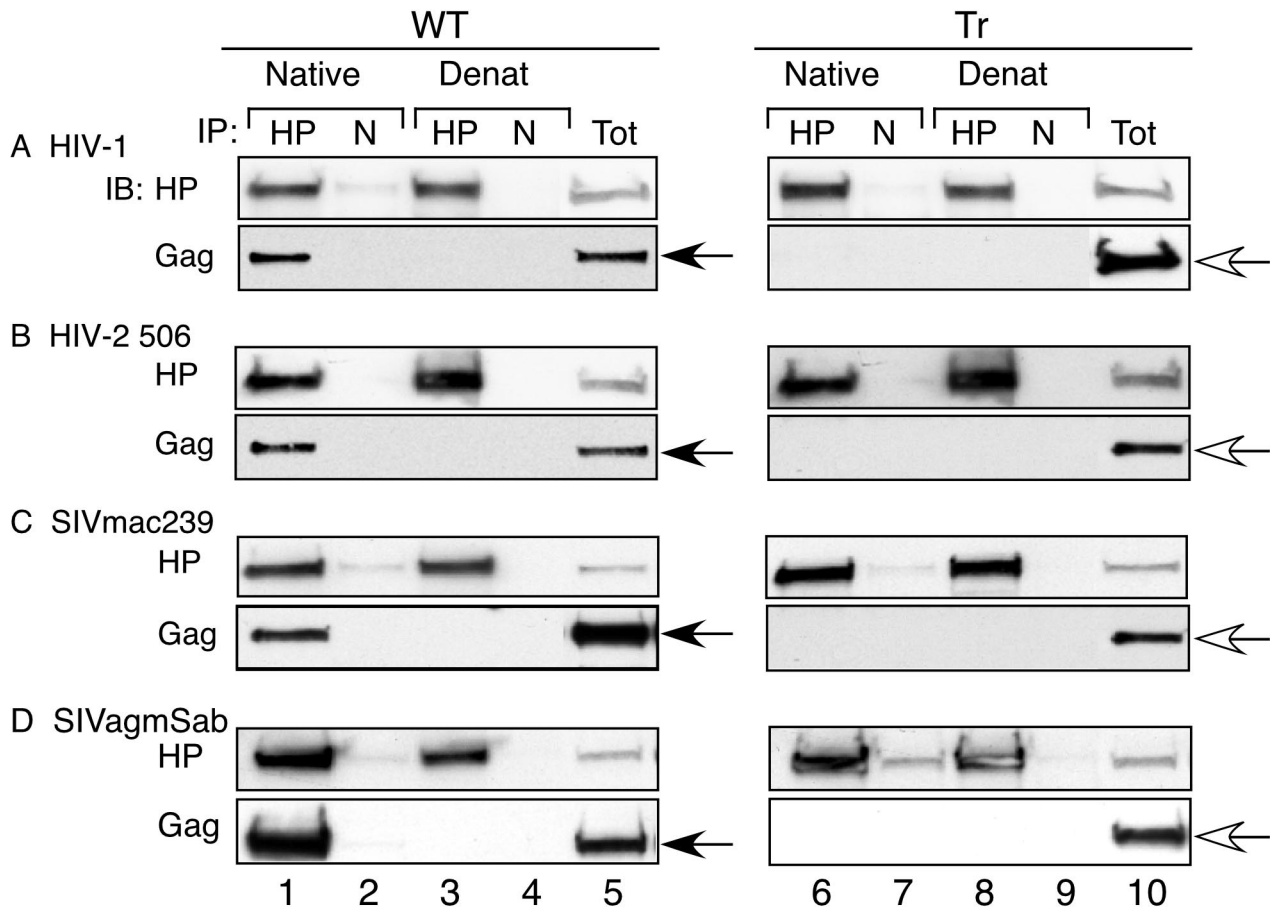 WT Tr
Native Denat Native Denat
IP: HP N HP N Tot HP N HP N Tot
A HIV-1
IB: HP
Gag
B HIV-2 506
HP
Gag
C SIVmac239
HP
Gag
D SIVagmSab
HP
Gag
1 2 3 4 5 6 7 8 9 10